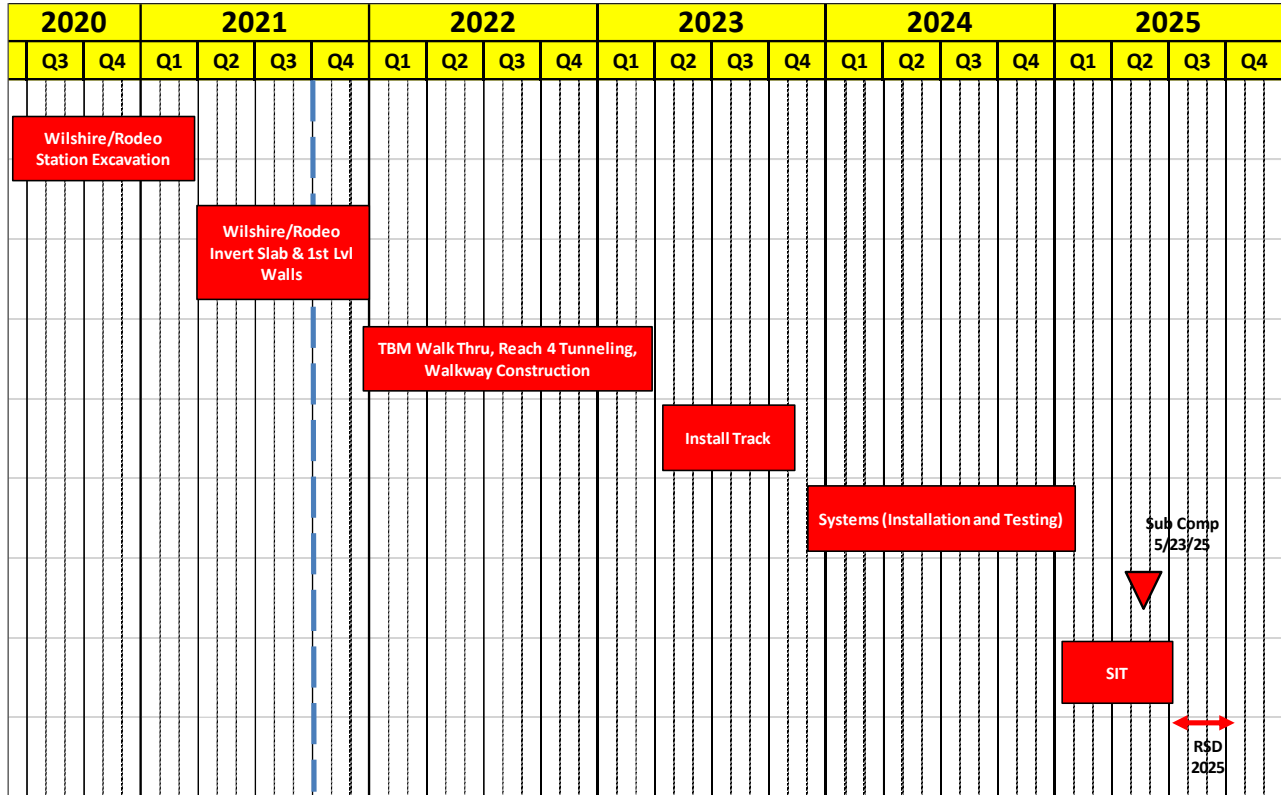 2020 2021 2022 2023 2024 2025
Q3 Q4 Q1 Q2 Q3 Q4 Q1 Q2 Q3 Q4 Q1 Q2 Q3 Q4 Q1 Q2 Q3 Q4 Q1 Q2 Q3 Q4
Wilshire/Rodeo
Station Excavation
Wilshire/Rodeo
Invert Slab & 1st Lvl
Walls
TBM Walk Thru, Reach 4 Tunneling,
Walkway Construction
Install Track
Systems (Installation and Testing)
Sub Comp
5/23/25
SIT
RSD
2025